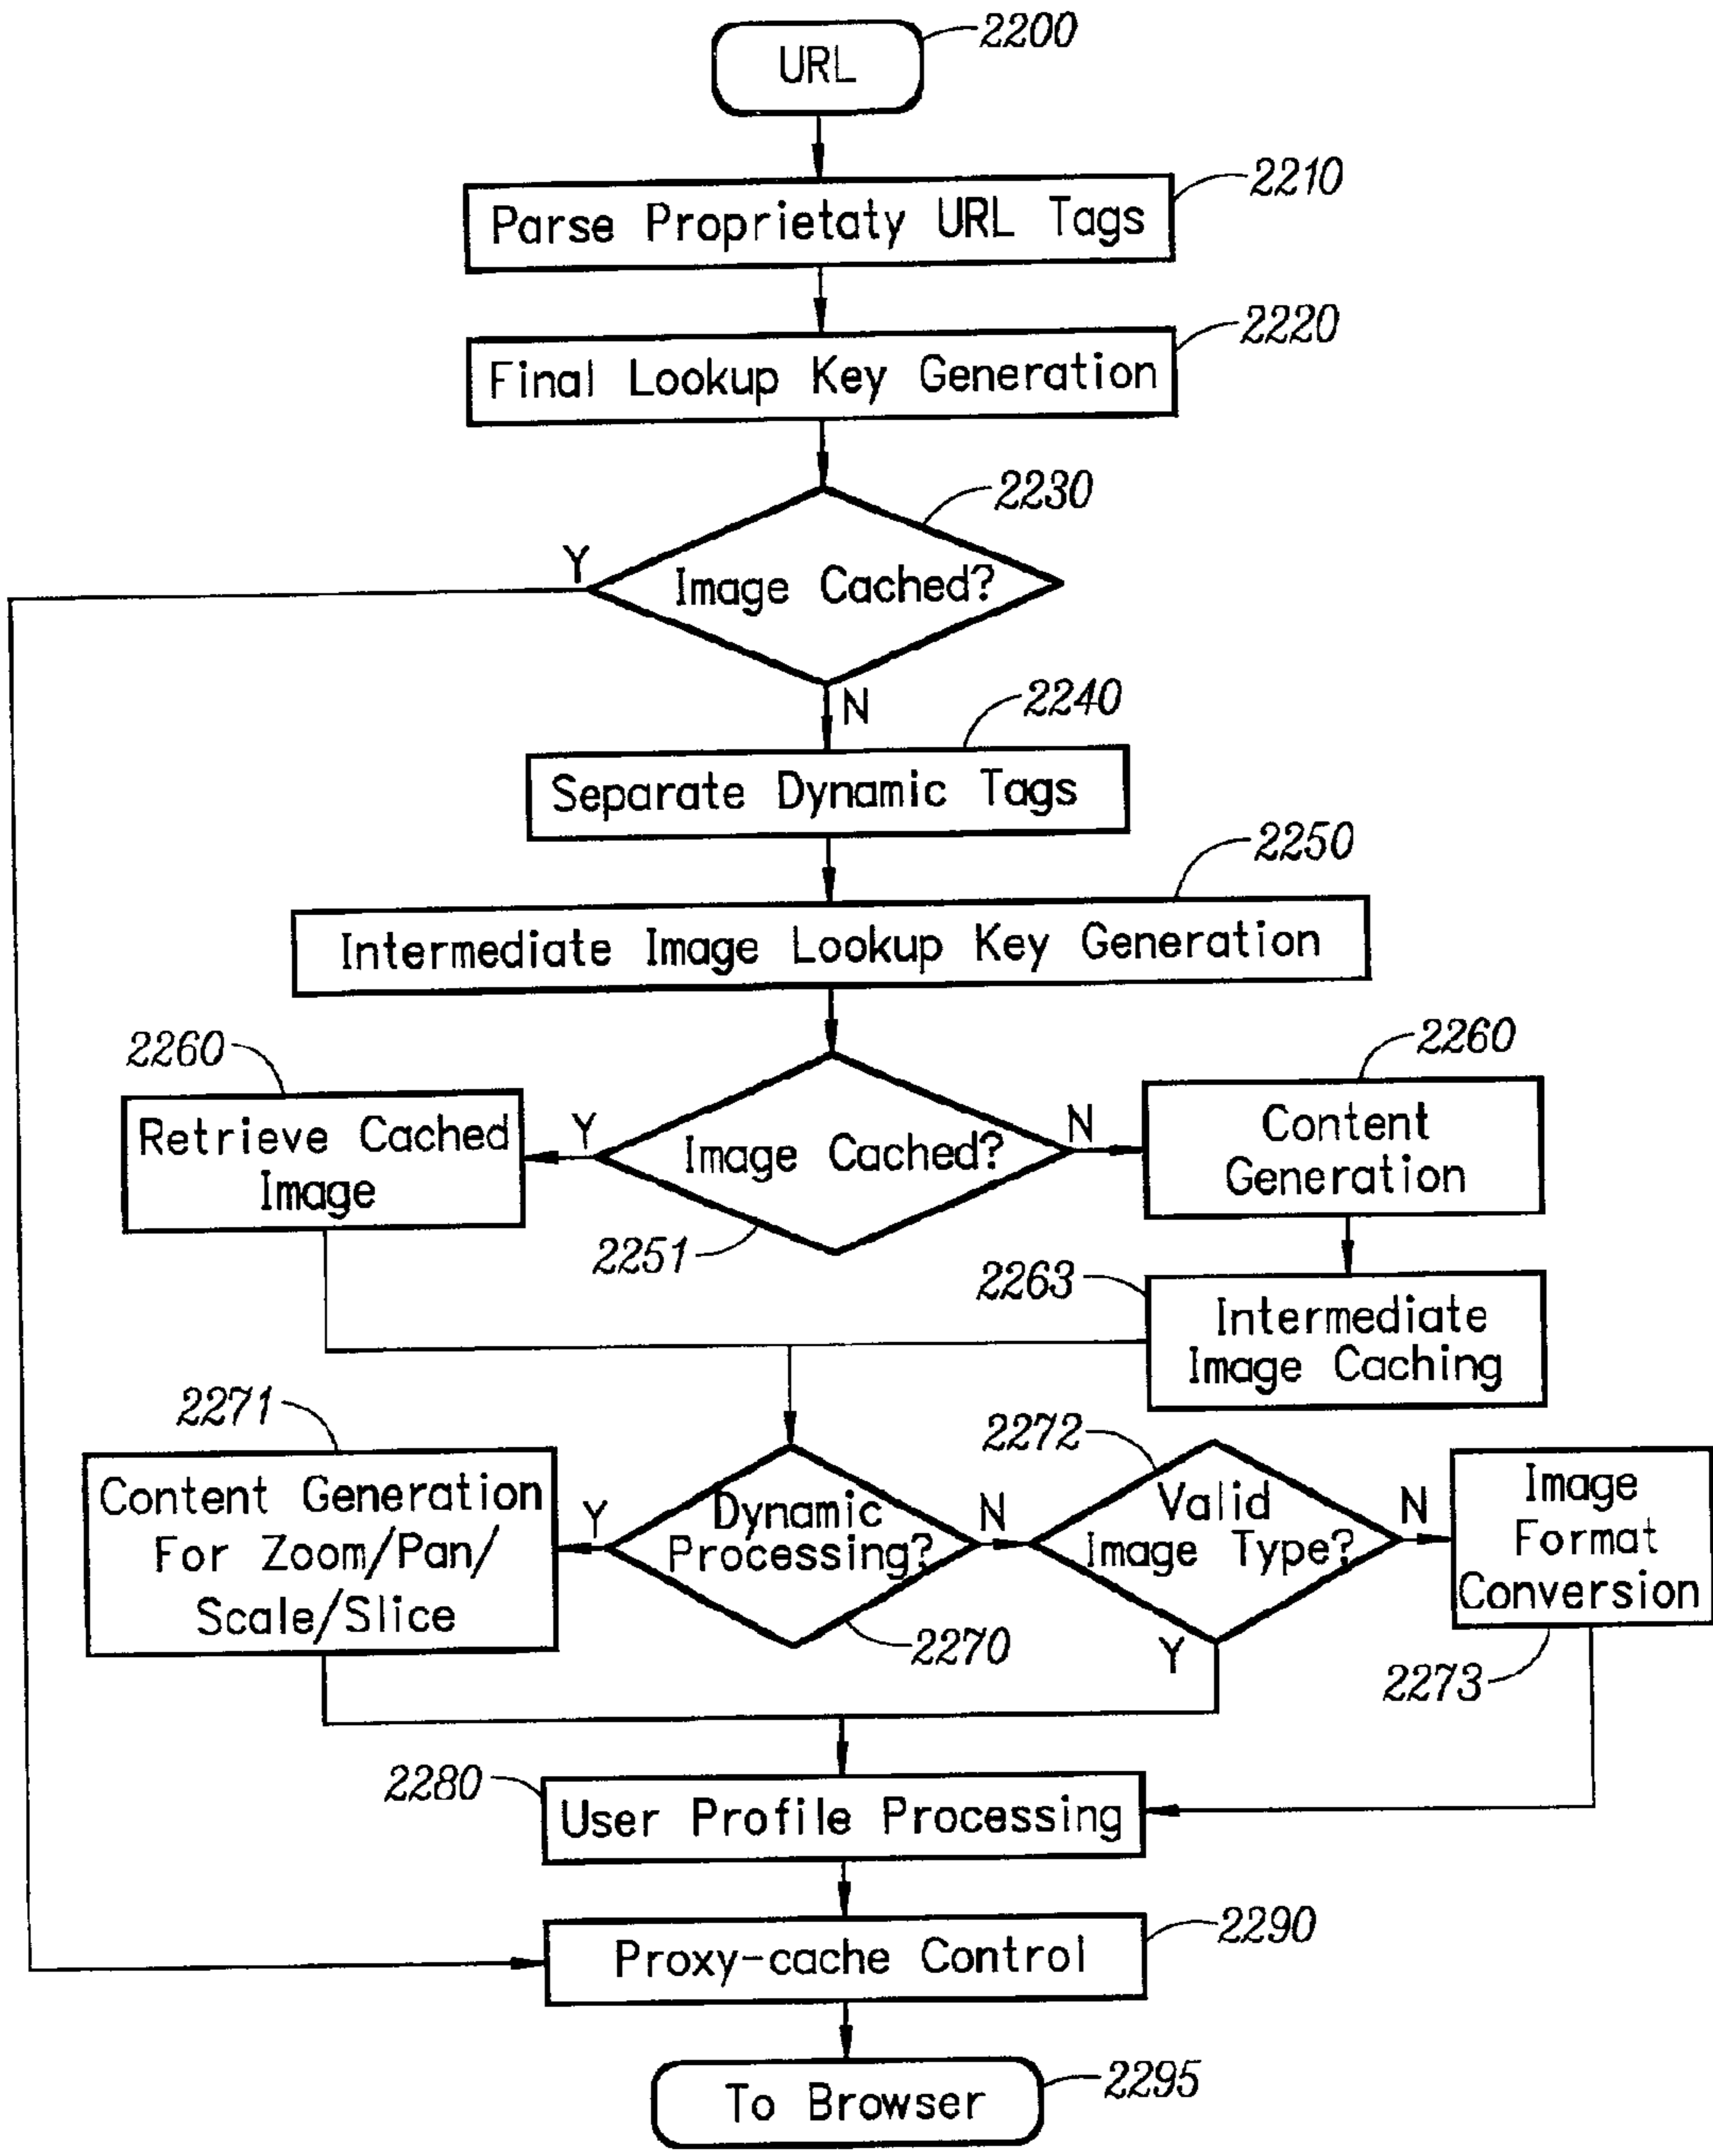 URL
2200
Parse Proprietaty URL Tags
2210
Final Lookup Key Generation
2220
2230
Y
Image Cached?
N
2240
Separate Dynamic Tags
2250
Intermediate Image Lookup Key Generation
2260
Retrieve Cached
Image
Y
Image Cached?
N
2251
2260
Content
Generation
2263
Intermediate
Image Caching
2271
Content Generation
For Zoom/Pan/
Scale/Slice
Y
Dynamic
Processing?
N
2270
2272
Valid
Image Type?
N
Y
Image
Format
Conversion
2273
2280
User Profile Processing
2290
Proxy-cache Control
To Browser
2295